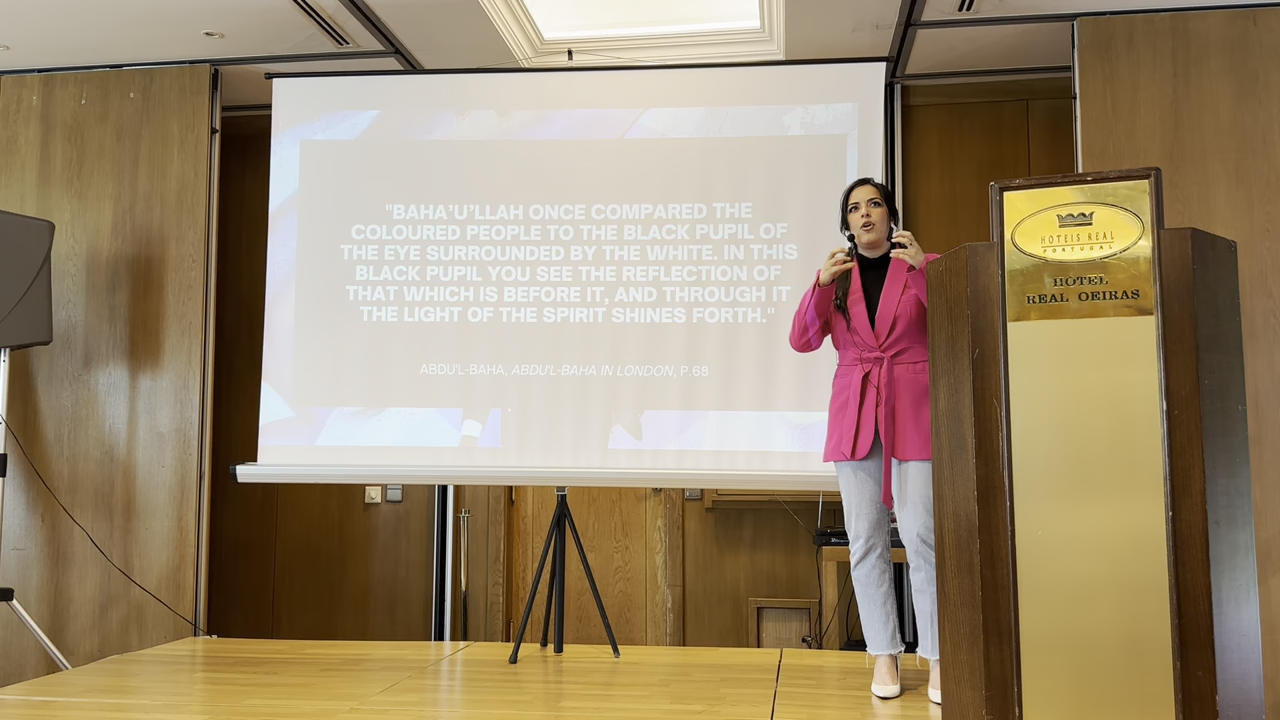 "BAHA'U'LLAH ONCE COMPARED THE
COLOURED PEOPLE TO THE BLACK PUPIL OF
THE EYE SURROUNDED BY THE WHITE. IN THIS
BLACK PUPIL YOU SEE THE REFLECTION OF
THAT WHICH IS BEFORE IT, AND THROUGH IT
THE LIGHT OF THE SPIRIT SHINES FORTH."
ABDU'L-BAHA, ABDU'L-BAHA IN LONDON, P.68
HOTEIS REAL
PORTUGAL
HOTEL
REAL OEIRAS